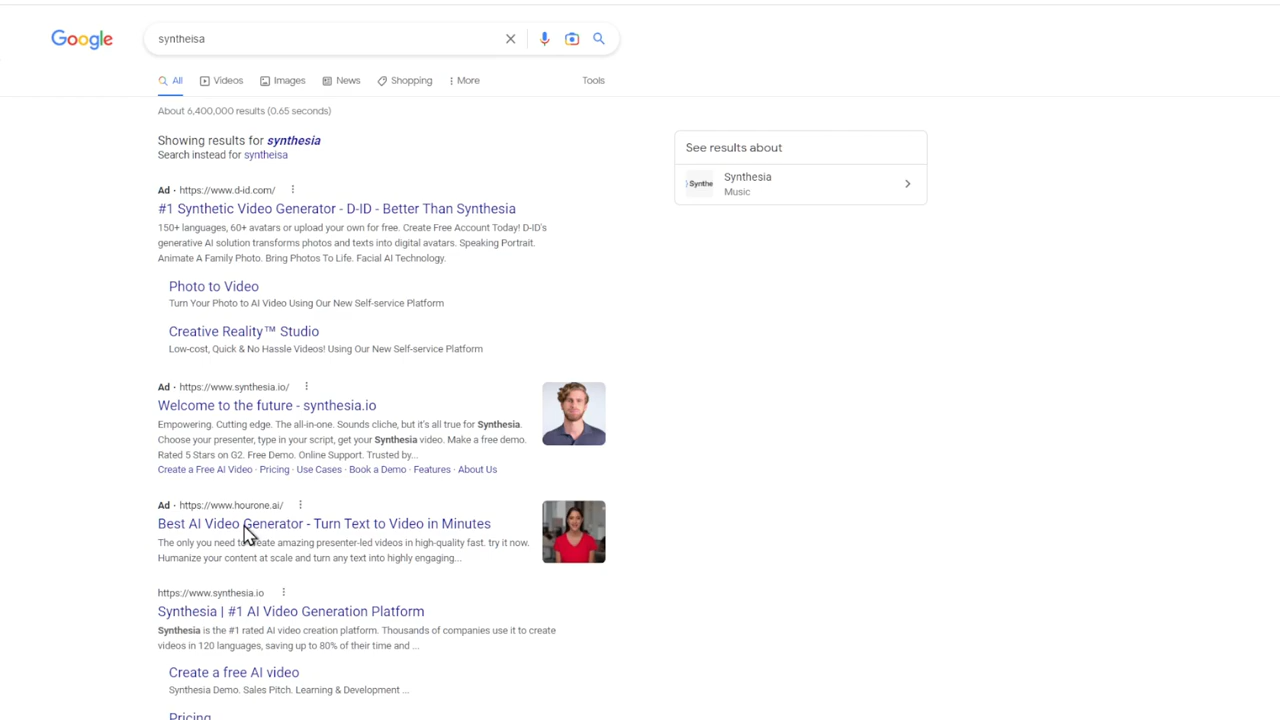 Google
syntheisa
All
Videos
Images
News
Shopping
More
Tools
About 6,400,000 results (0.65 seconds)
Showing results for synthesia
Search instead for syntheisa
See results about
Synthe
Synthesia
Music
Ad · https://www.d-id.com/
#1 Synthetic Video Generator - D-ID - Better Than Synthesia
150+ languages, 60+ avatars or upload your own for free. Create Free Account Today! D-ID's
generative AI solution transforms photos and texts into digital avatars. Speaking Portrait.
Animate A Family Photo. Bring Photos To Life. Facial AI Technology.
Photo to Video
Turn Your Photo to AI Video Using Our New Self-service Platform
Creative Reality™ Studio
Low-cost, Quick & No Hassle Videos! Using Our New Self-service Platform
Ad · https://www.synthesia.io/
Welcome to the future - synthesia.io
Empowering. Cutting edge. The all-in-one. Sounds cliche, but it's all true for Synthesia.
Choose your presenter, type in your script, get your Synthesia video. Make a free demo.
Rated 5 Stars on G2. Free Demo. Online Support. Trusted by...
Create a Free AI Video · Pricing · Use Cases · Book a Demo · Features · About Us
Ad · https://www.hourone.ai/
Best AI Video Generator - Turn Text to Video in Minutes
The only you need to create amazing presenter-led videos in high-quality fast. try it now.
Humanize your content at scale and turn any text into highly engaging...
https://www.synthesia.io
Synthesia | #1 AI Video Generation Platform
Synthesia is the #1 rated AI video creation platform. Thousands of companies use it to create
videos in 120 languages, saving up to 80% of their time and ...
Create a free AI video
Synthesia Demo. Sales Pitch. Learning & Development ...
Pricing